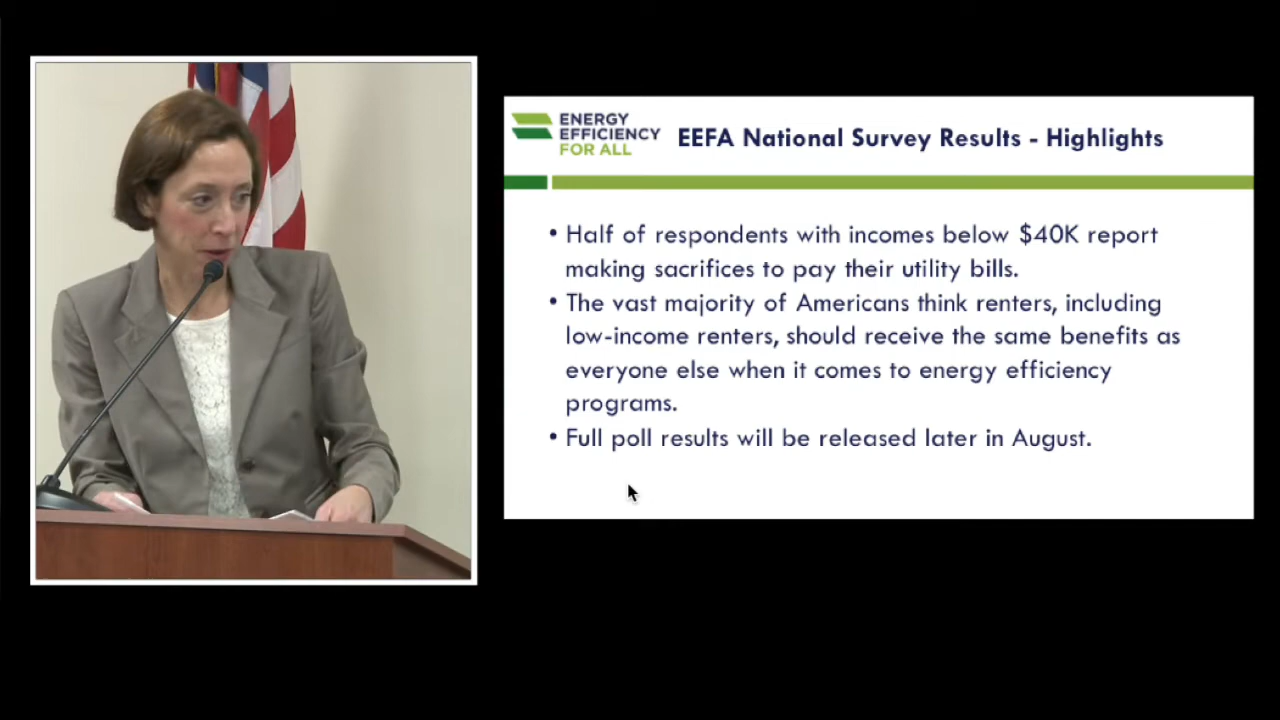 ENERGY
EFFICIENCY
FOR ALL
EEFA National Survey Results - Highlights
• Half of respondents with incomes below $40K report
making sacrifices to pay their utility bills.
• The vast majority of Americans think renters, including
low-income renters, should receive the same benefits as
everyone else when it comes to energy efficiency
programs.
• Full poll results will be released later in August.